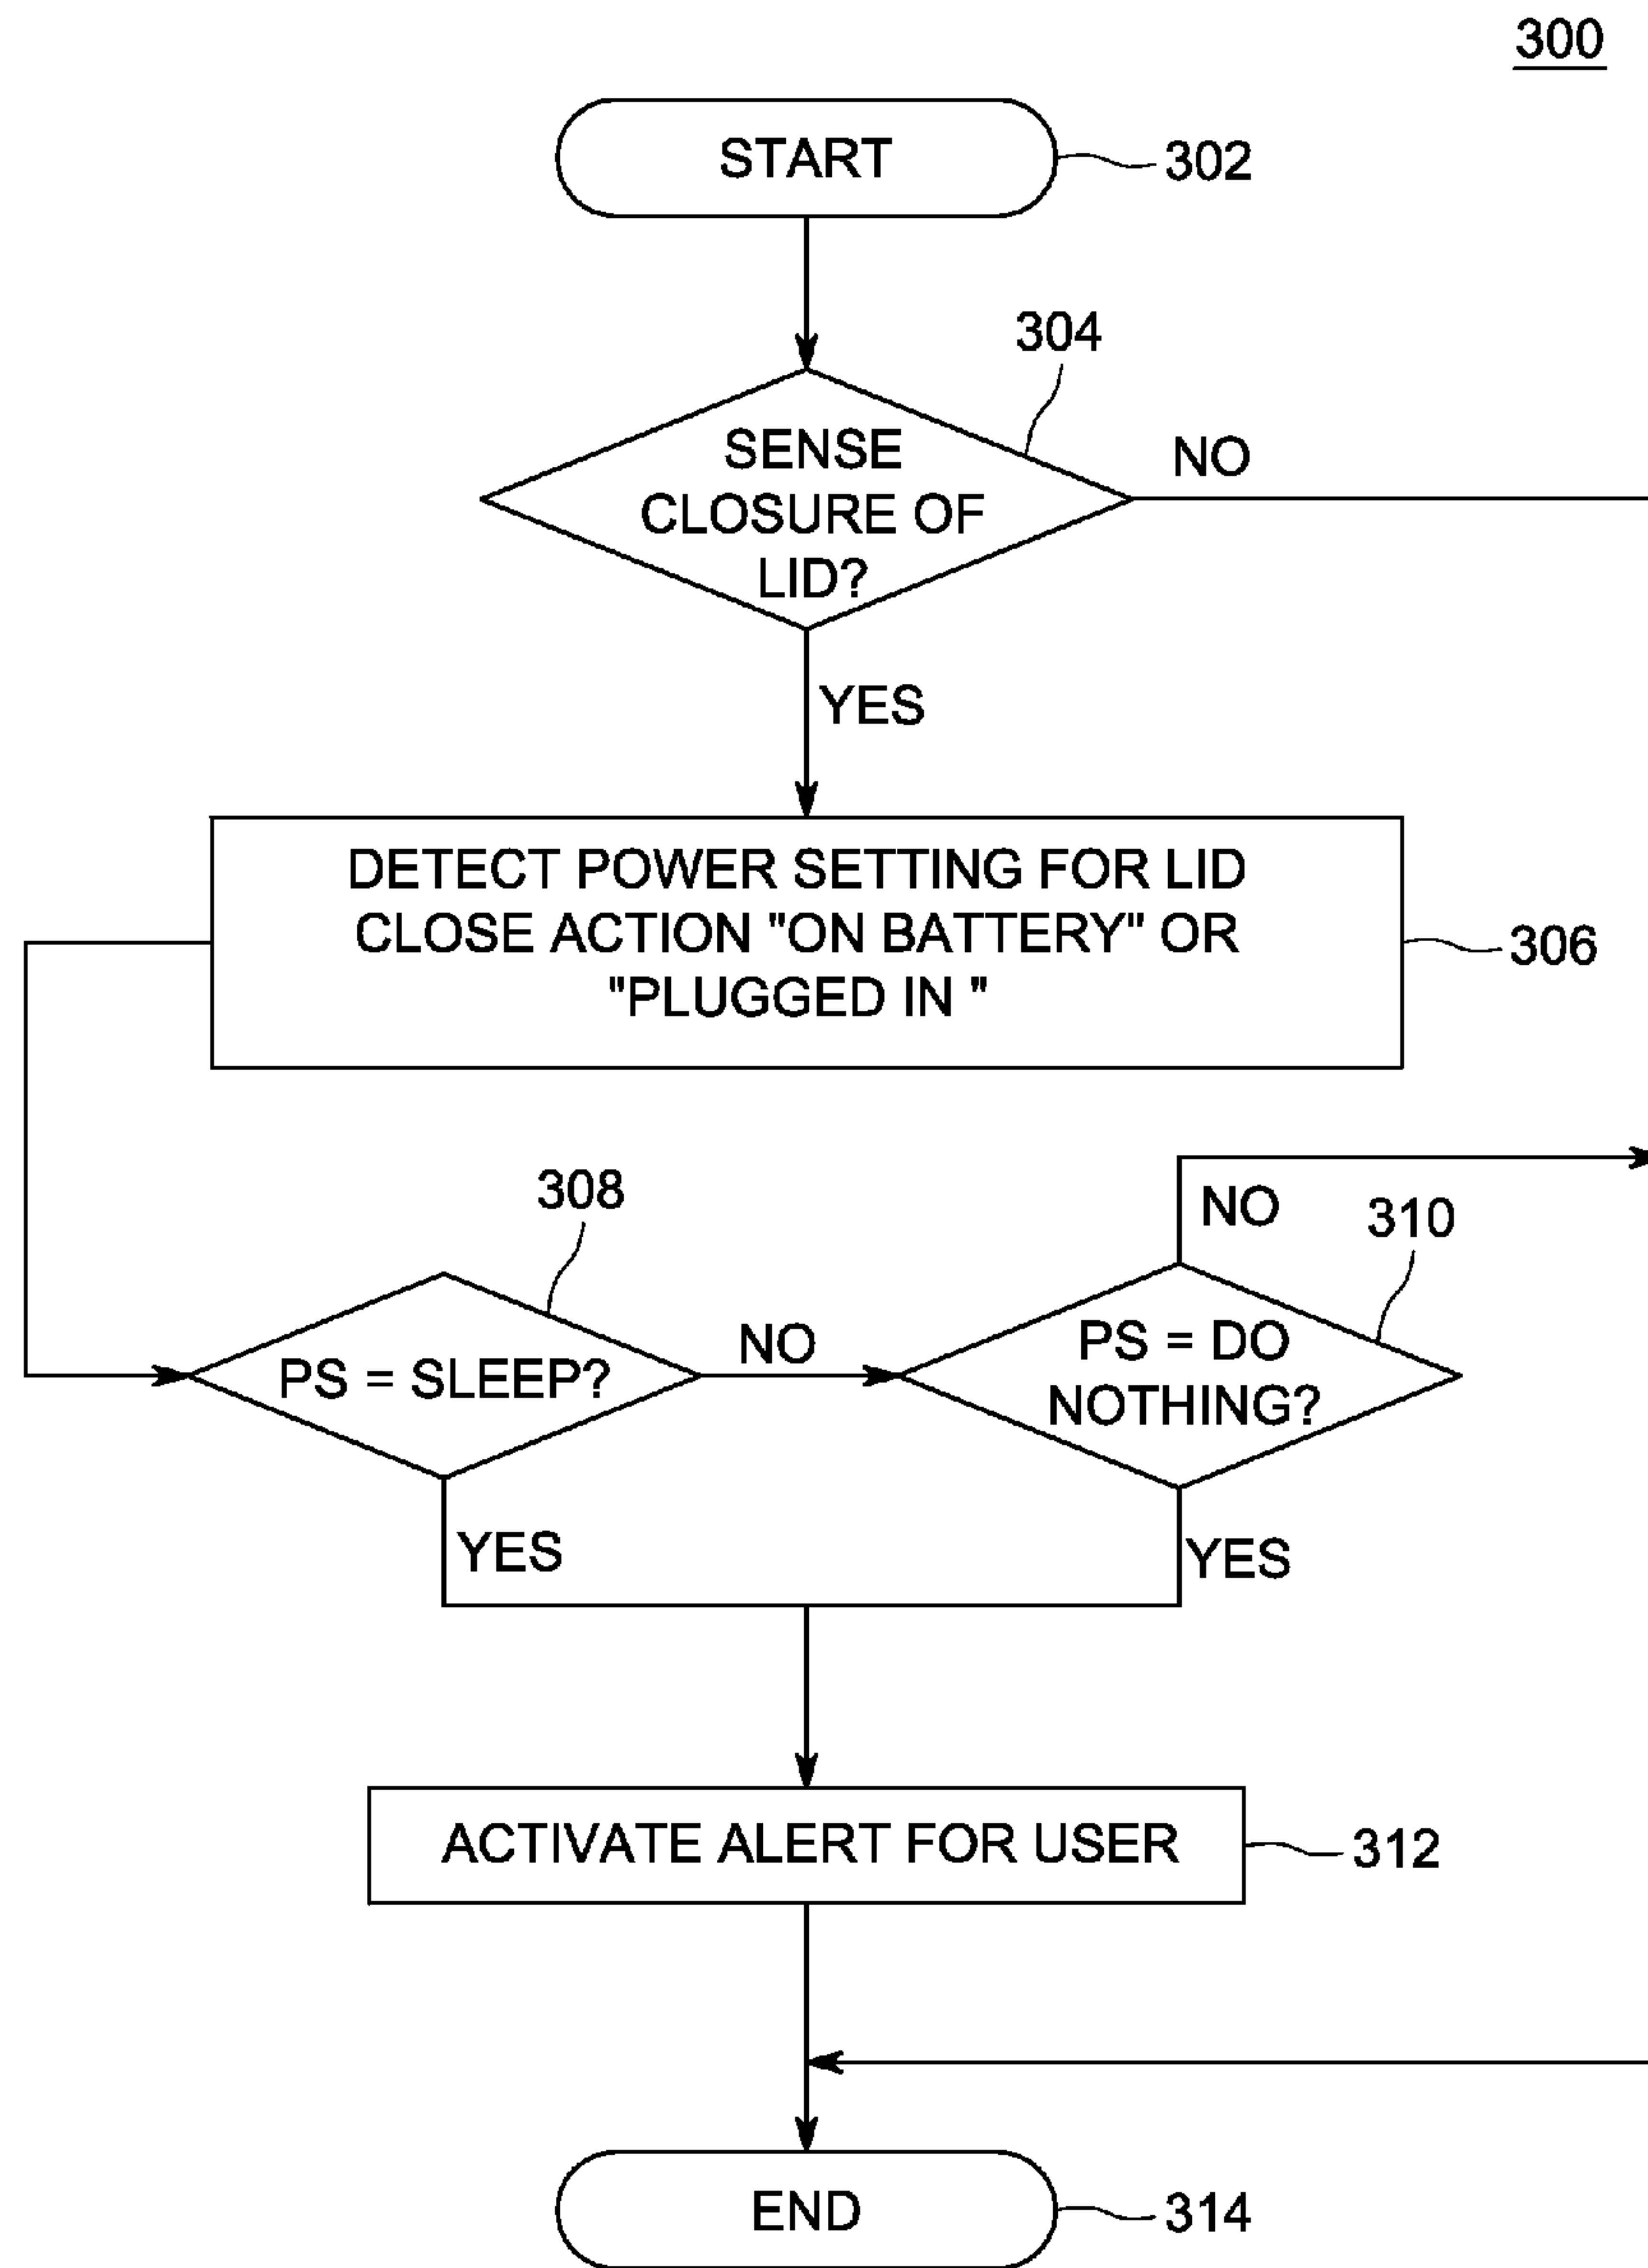 300
START
302
304
SENSE
CLOSURE OF
LID?
NO
YES
DETECT POWER SETTING FOR LID
CLOSE ACTION "ON BATTERY" OR
"PLUGGED IN "
306
308
PS = SLEEP?
NO
NO
310
PS = DO
NOTHING?
YES
YES
ACTIVATE ALERT FOR USER
312
END
314